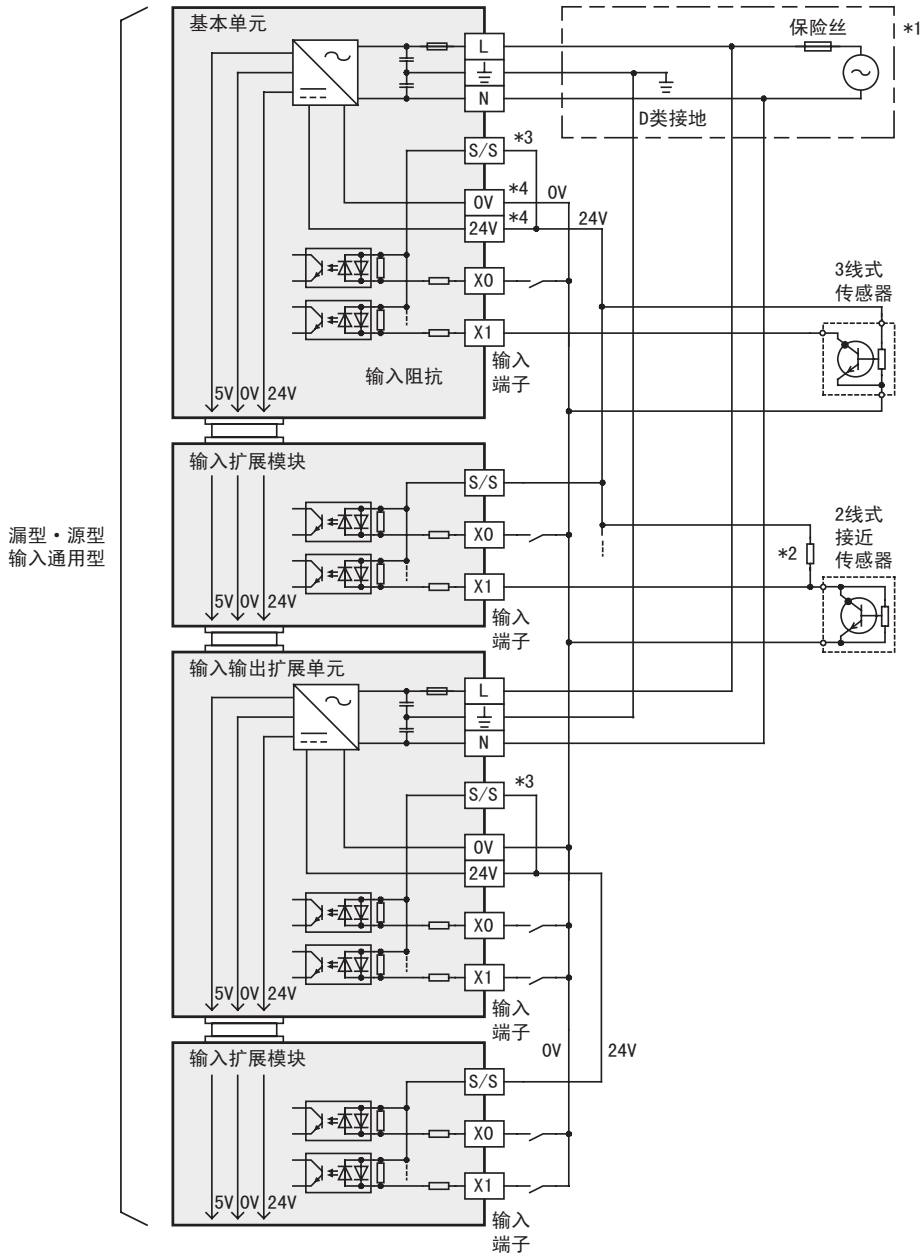 基本单元
L
N
保险丝
*1
D类接地
S/S
*3
0V
*4
0V
24V
*4
24V
X0
X1
输入
端子
输入阻抗
3线式
传感器
5V 0V 24V
漏型・源型
输入通用型
输入扩展模块
S/S
X0
X1
输入
端子
*2
2线式
接近
传感器
5V 0V 24V
输入输出扩展单元
L
N
S/S
*3
0V
24V
X0
X1
输入
端子
5V 0V 24V
0V
24V
输入扩展模块
S/S
X0
X1
输入
端子
5V 0V 24V